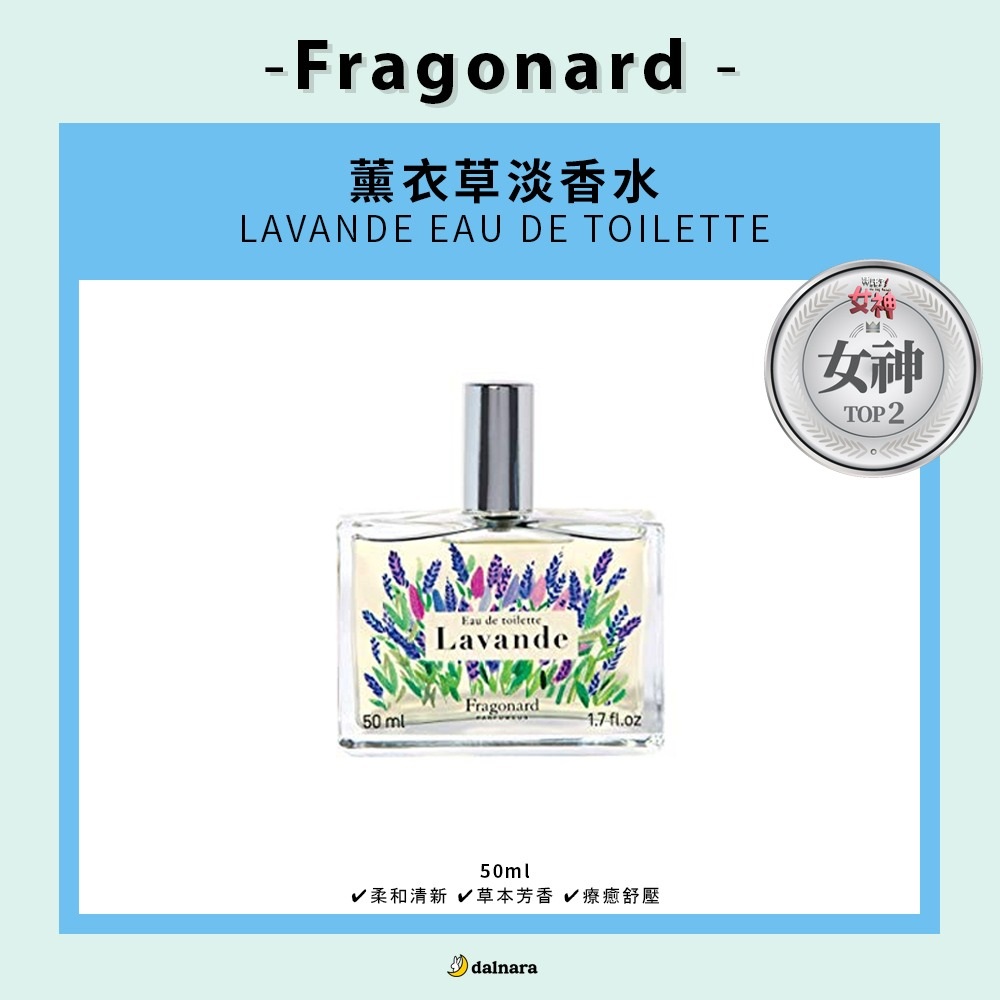 -Fragonard -
薰衣草淡香水
LAVANDE EAU DE TOILETTE
女神
女神
TOP 2
Eau de toilette
Lavande
Fragonard
PARFUMEUR
50 ml
1.7 fl.oz
50ml
✔柔和清新 ✔草本芳香 ✔療癒舒壓
dalnara